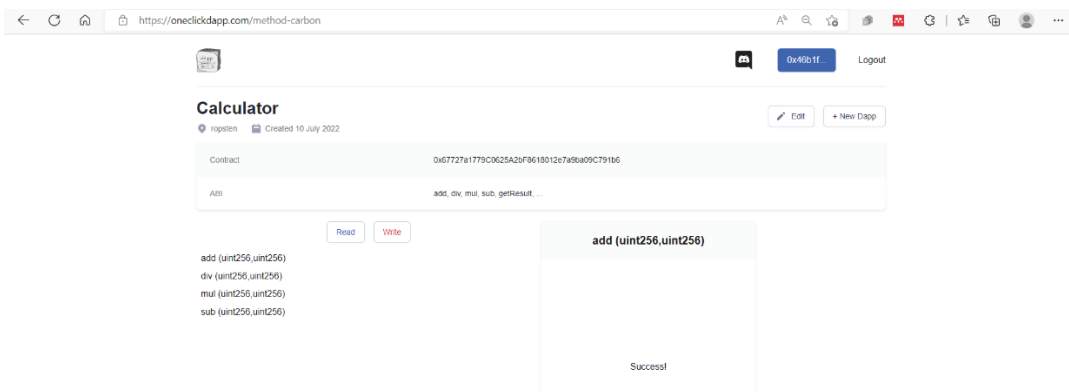 https://oneclickdapp.com/method-carbon
0x46b1f...
Logout
Calculator
Edit
+ New Dapp
ropsten
Created 10 July 2022
Contract
0x67727a1779C0625A2bF8618012e7a9ba09C791b6
ABI
add, div, mul, sub, getResult, ...
Read
Write
add (uint256,uint256)
add (uint256,uint256)
div (uint256,uint256)
mul (uint256,uint256)
sub (uint256,uint256)
Success!